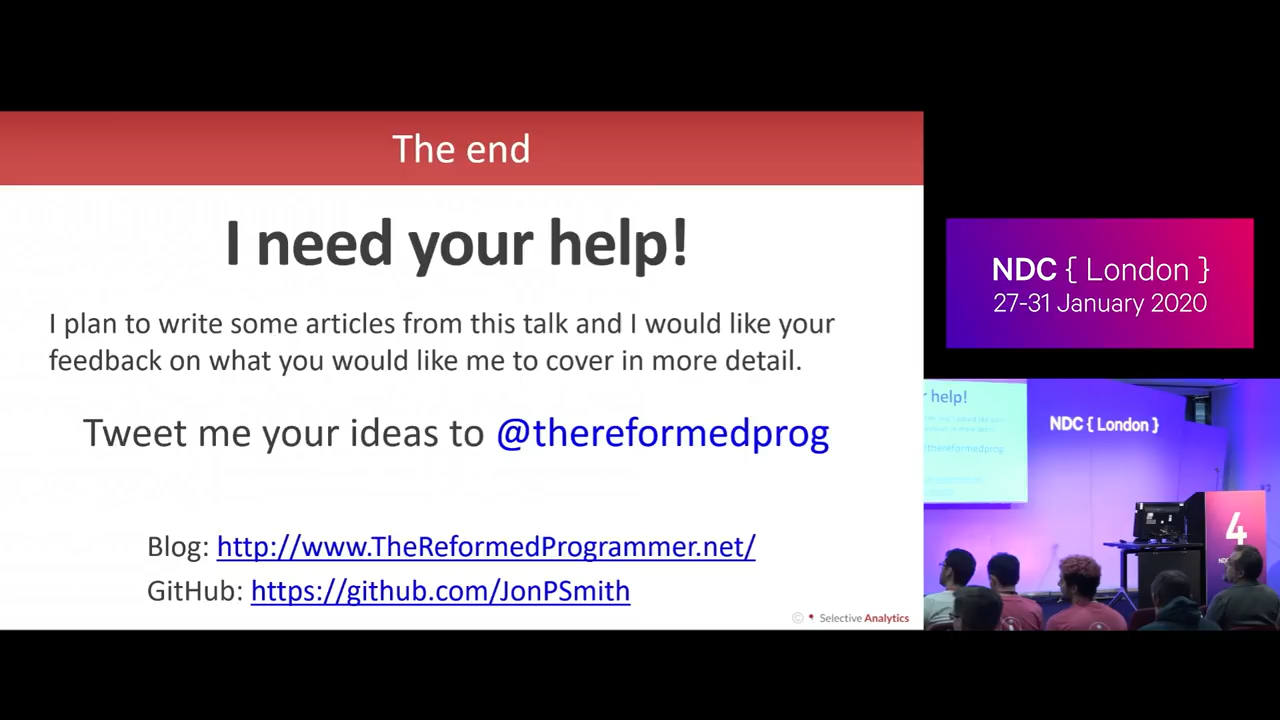 The end
I need your help!
I plan to write some articles from this talk and I would like your
feedback on what you would like me to cover in more detail.
Tweet me your ideas to @thereformedprog
Blog: http://www.TheReformedProgrammer.net/
GitHub: https://github.com/JonPSmith
© Selective Analytics
NDC { London }
27-31 January 2020
r help!
thereformedprog
NDC { London }
4